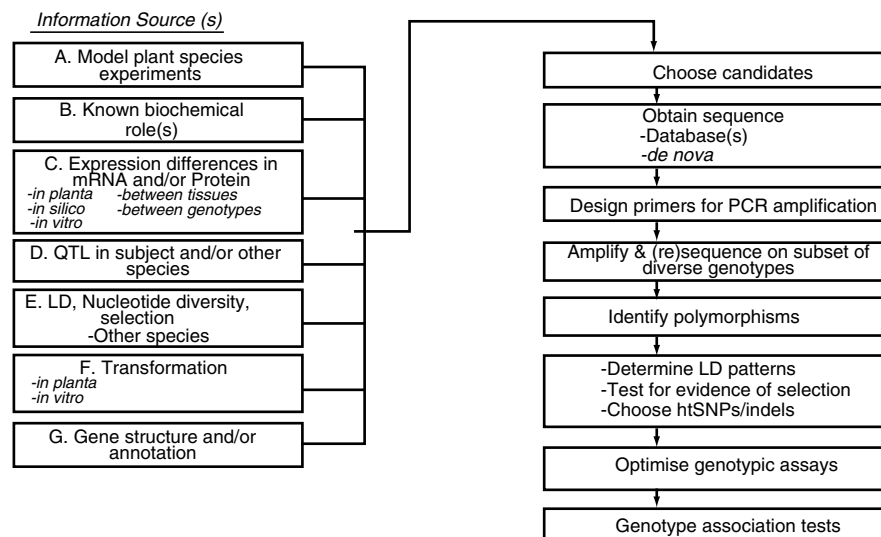 Information Source (s)
A. Model plant species
experiments
B. Known biochemical
role(s)
C. Expression differences in
mRNA and/or Protein
-in planta -between tissues
-in silico -between genotypes
-in vitro
D. QTL in subject and/or other
species
E. LD, Nucleotide diversity,
selection
-Other species
F. Transformation
-in planta
-in vitro
G. Gene structure and/or
annotation
Choose candidates
Obtain sequence
-Database(s)
-de nova
Design primers for PCR amplification
Amplify & (re)sequence on subset of
diverse genotypes
Identify polymorphisms
-Determine LD patterns
-Test for evidence of selection
-Choose htSNPs/indels
Optimise genotypic assays
Genotype association tests